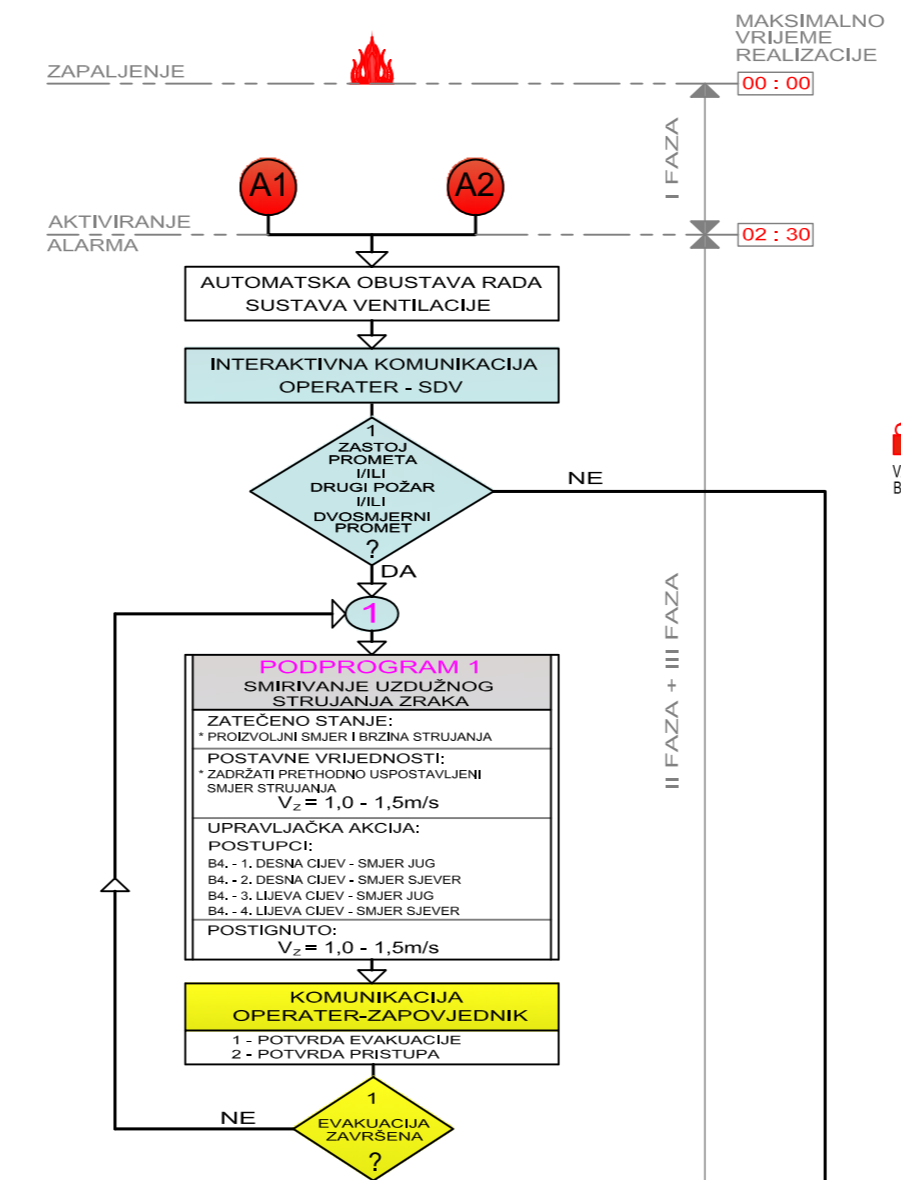 MAKSIMALNO
VRIJEME
REALIZACIJE
ZAPALJENJE
00 : 00
I FAZA
A1
A2
AKTIVIRANJE
ALARMA
02 : 30
AUTOMATSKA OBUSTAVA RADA
SUSTAVA VENTILACIJE
INTERAKTIVNA KOMUNIKACIJA
OPERATER - SDV
1
ZASTOJ
PROMETA
I/ILI
DRUGI POŽAR
I/ILI
DVOSMJERNI
PROMET
?
NE
V
B
DA
1
II FAZA + III FAZA
PODPROGRAM 1
SMIRIVANJE UZDUŽNOG
STRUJANJA ZRAKA
ZATEČENO STANJE:
* PROIZVOLJNI SMJER I BRZINA STRUJANJA
POSTAVNE VRIJEDNOSTI:
* ZADRŽATI PRETHODNO USPOSTAVLJENI
SMJER STRUJANJA
Vz = 1,0 - 1,5m/s
UPRAVLJAČKA AKCIJA:
POSTUPCI:
B4. - 1. DESNA CIJEV - SMJER JUG
B4. - 2. DESNA CIJEV - SMJER SJEVER
B4. - 3. LIJEVA CIJEV - SMJER JUG
B4. - 4. LIJEVA CIJEV - SMJER SJEVER
POSTIGNUTO:
Vz = 1,0 - 1,5m/s
KOMUNIKACIJA
OPERATER-ZAPOVJEDNIK
1 - POTVRDA EVAKUACIJE
2 - POTVRDA PRISTUPA
NE
1
EVAKUACIJA
ZAVRŠENA
?